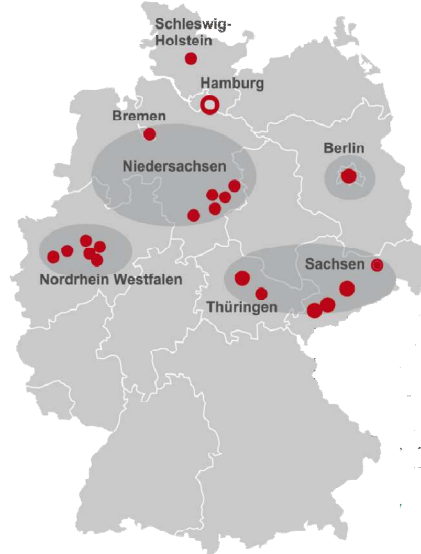 Schleswig-
Holstein
Hamburg
Bremen
Niedersachsen
Berlin
Nordrhein Westfalen
Sachsen
Thüringen